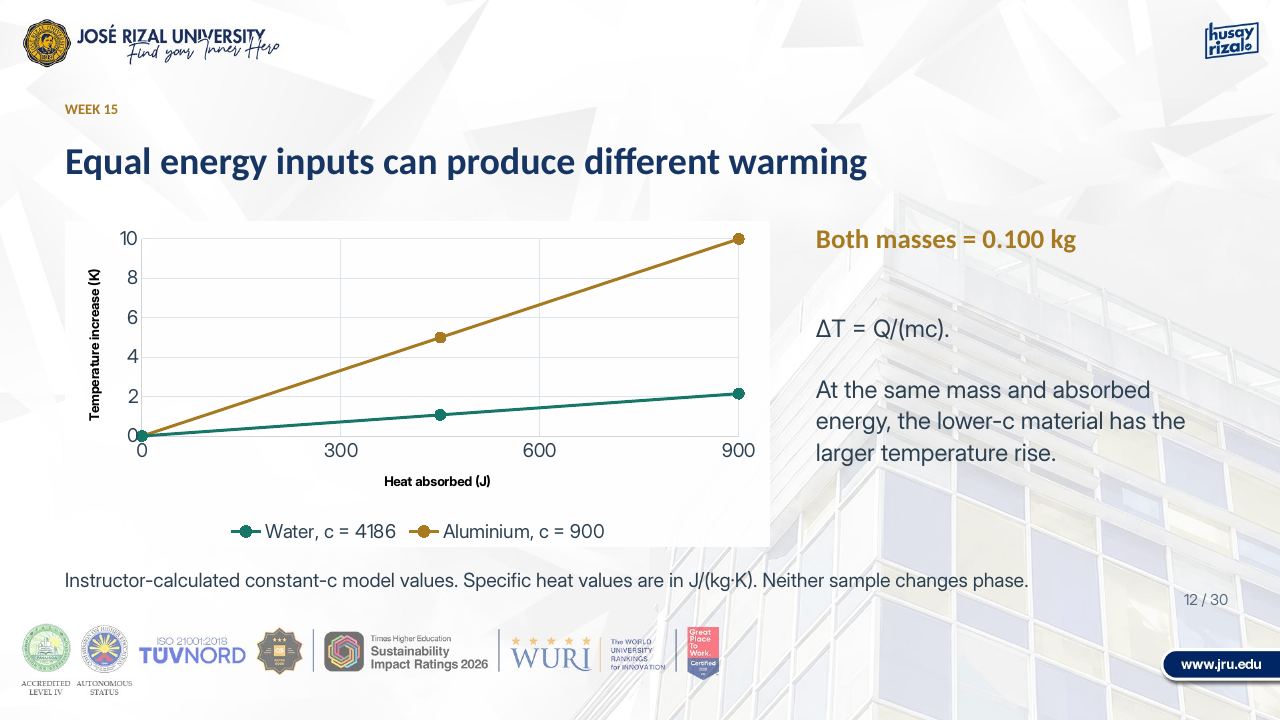 JOSÉ RIZAL UNIVERSITY
Find your Inner Hero
husay
rizal
WEEK 15
Equal energy inputs can produce different warming
Temperature increase (K)
10
8
6
4
2
0
0 300 600 900
Heat absorbed (J)
Water, c = 4186 Aluminium, c = 900
Both masses = 0.100 kg
ΔT = Q/(mc).
At the same mass and absorbed
energy, the lower-c material has the
larger temperature rise.
Instructor-calculated constant-c model values. Specific heat values are in J/(kg·K). Neither sample changes phase.
12 / 30
ACCREDITED
LEVEL IV
AUTONOMOUS
STATUS
ISO 21001:2018
TÜVNORD
Times Higher Education
Sustainability
Impact Ratings 2026
WURI
The WORLD
UNIVERSITY
RANKINGS
for INNOVATION
Great
Place
To
Work.
Certified
www.jru.edu